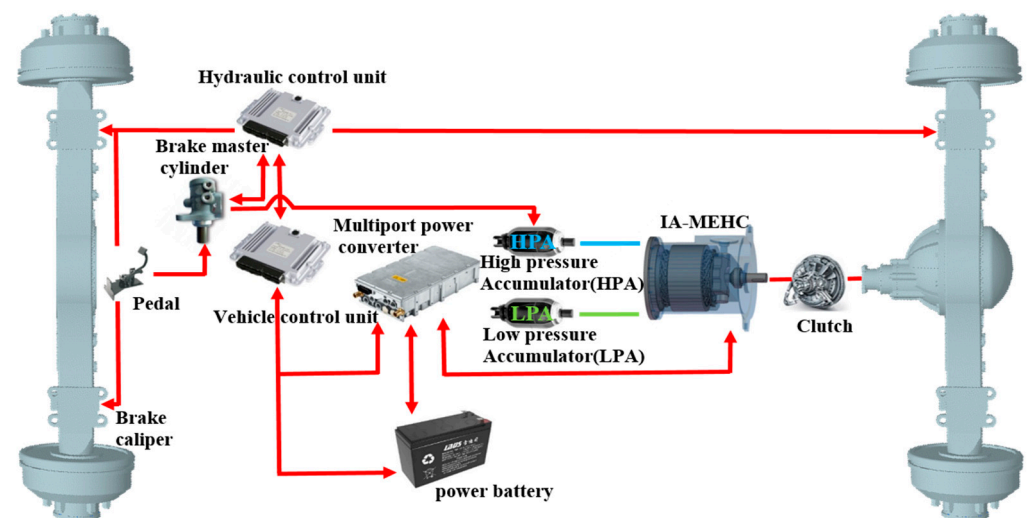 Hydraulic control unit
Brake master
cylinder
Multiport power
converter
IA-MEHC
HPA
High pressure
Accumulator(HPA)
Pedal
Vehicle control unit
LPA
Low pressure
Accumulator(LPA)
Clutch
Brake
caliper
power battery